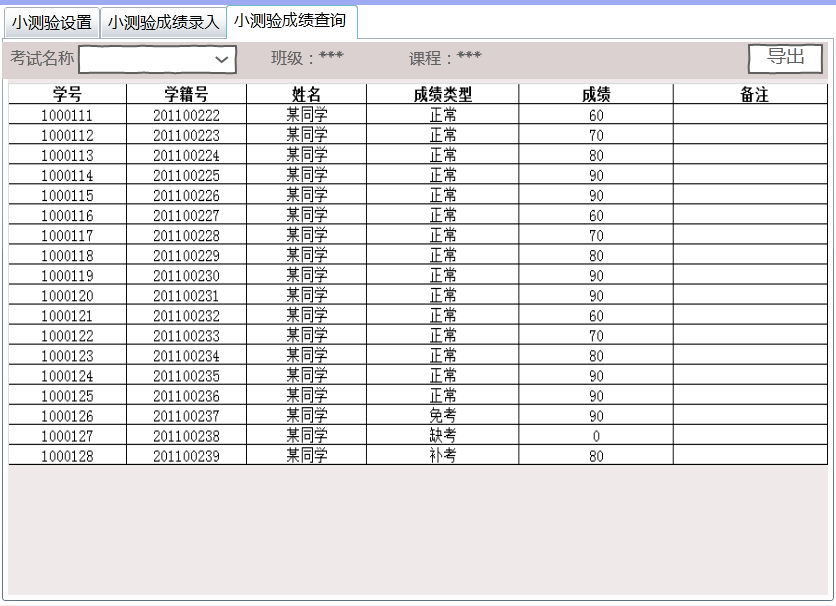 小测验设置 小测验成绩录入 小测验成绩查询
考试名称 班级：*** 课程：*** 导出
学号 学籍号 姓名 成绩类型 成绩 备注
1000111 201100222 某同学 正常 60
1000112 201100223 某同学 正常 70
1000113 201100224 某同学 正常 80
1000114 201100225 某同学 正常 90
1000115 201100226 某同学 正常 90
1000116 201100227 某同学 正常 60
1000117 201100228 某同学 正常 70
1000118 201100229 某同学 正常 80
1000119 201100230 某同学 正常 90
1000120 201100231 某同学 正常 90
1000121 201100232 某同学 正常 60
1000122 201100233 某同学 正常 70
1000123 201100234 某同学 正常 80
1000124 201100235 某同学 正常 90
1000125 201100236 某同学 正常 90
1000126 201100237 某同学 免考 90
1000127 201100238 某同学 缺考 0
1000128 201100239 某同学 补考 80